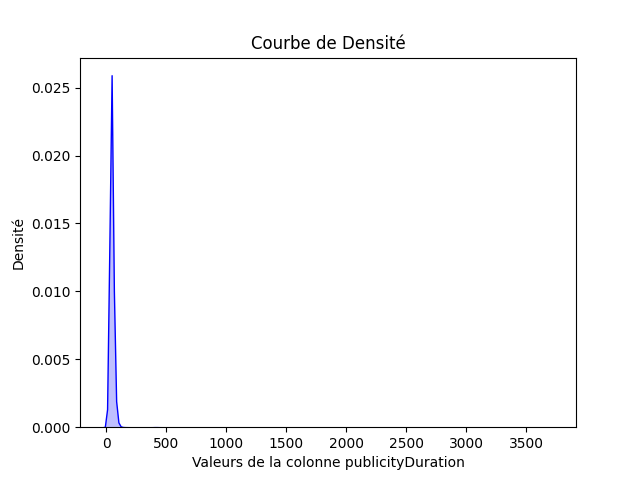 Courbe de Densité
0.025
0.020
0.015
0.010
0.005
0.000
Densité
0 500 1000 1500 2000 2500 3000 3500
Valeurs de la colonne publicityDuration